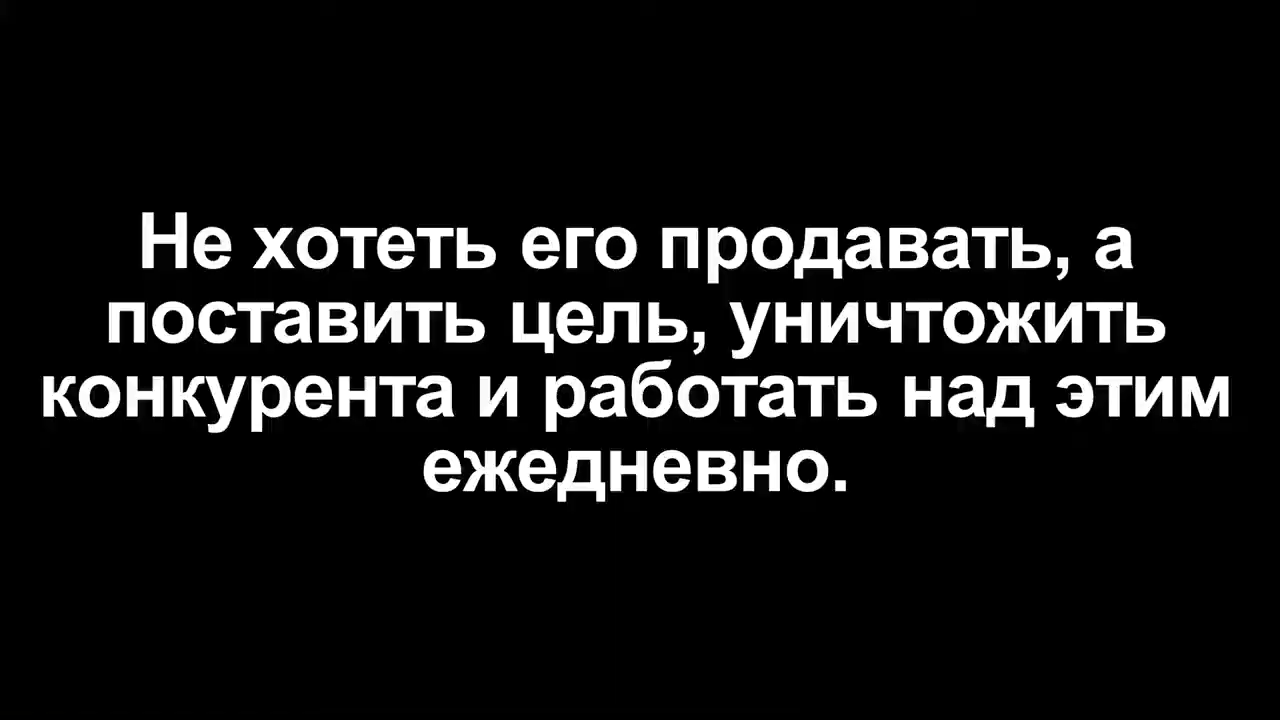 Не хотеть его продавать, а
поставить цель, уничтожить
конкурента и работать над этим
ежедневно.